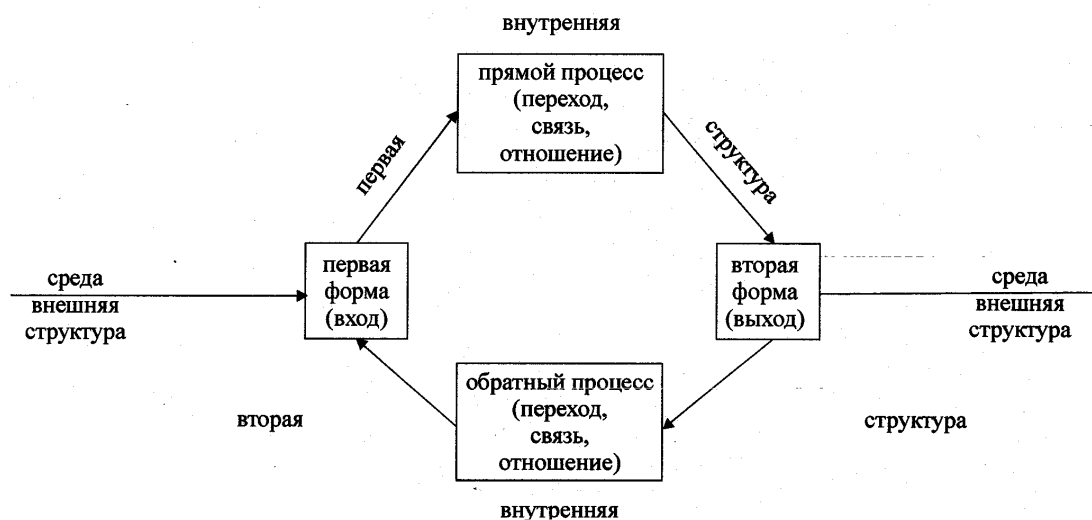 внутренняя
прямой процесс
(переход,
связь,
отношение)
первая
структура
среда
внешняя
структура
первая
форма
(вход)
вторая
форма
(выход)
среда
внешняя
структура
обратный процесс
(переход,
связь,
отношение)
вторая
структура
внутренняя